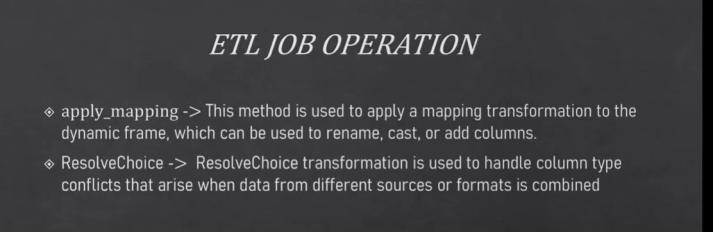 ETL JOB OPERATION
apply_mapping -> This method is used to apply a mapping transformation to the
dynamic frame, which can be used to rename, cast, or add columns.
ResolveChoice -> ResolveChoice transformation is used to handle column type
conflicts that arise when data from different sources or formats is combined